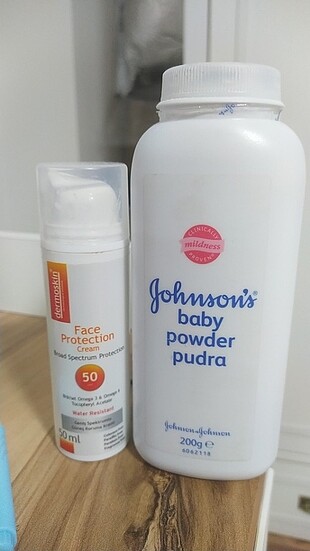 dermoskin
Face
Protection
Cream
Broad Spectrum Protection
50
Water Resistant
50 ml
CLINICALLY
mildness
PROVEN
Johnson's®
baby
powder
pudra
Johnson & Johnson
200g e
6062118